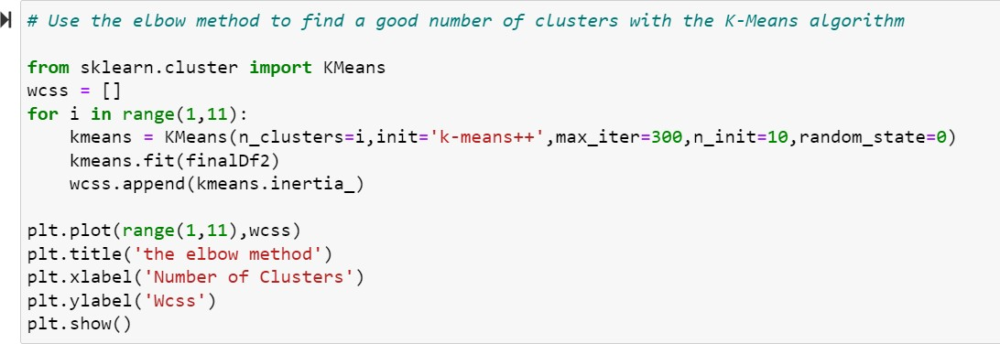 # Use the elbow method to find a good number of clusters with the K-Means algorithm
from sklearn.cluster import KMeans
wcss = []
for i in range(1,11):
    kmeans = KMeans(n_clusters=i,init='k-means++',max_iter=300,n_init=10,random_state=0)
    kmeans.fit(finalDf2)
    wcss.append(kmeans.inertia_)
plt.plot(range(1,11),wcss)
plt.title('the elbow method')
plt.xlabel('Number of Clusters')
plt.ylabel('Wcss')
plt.show()